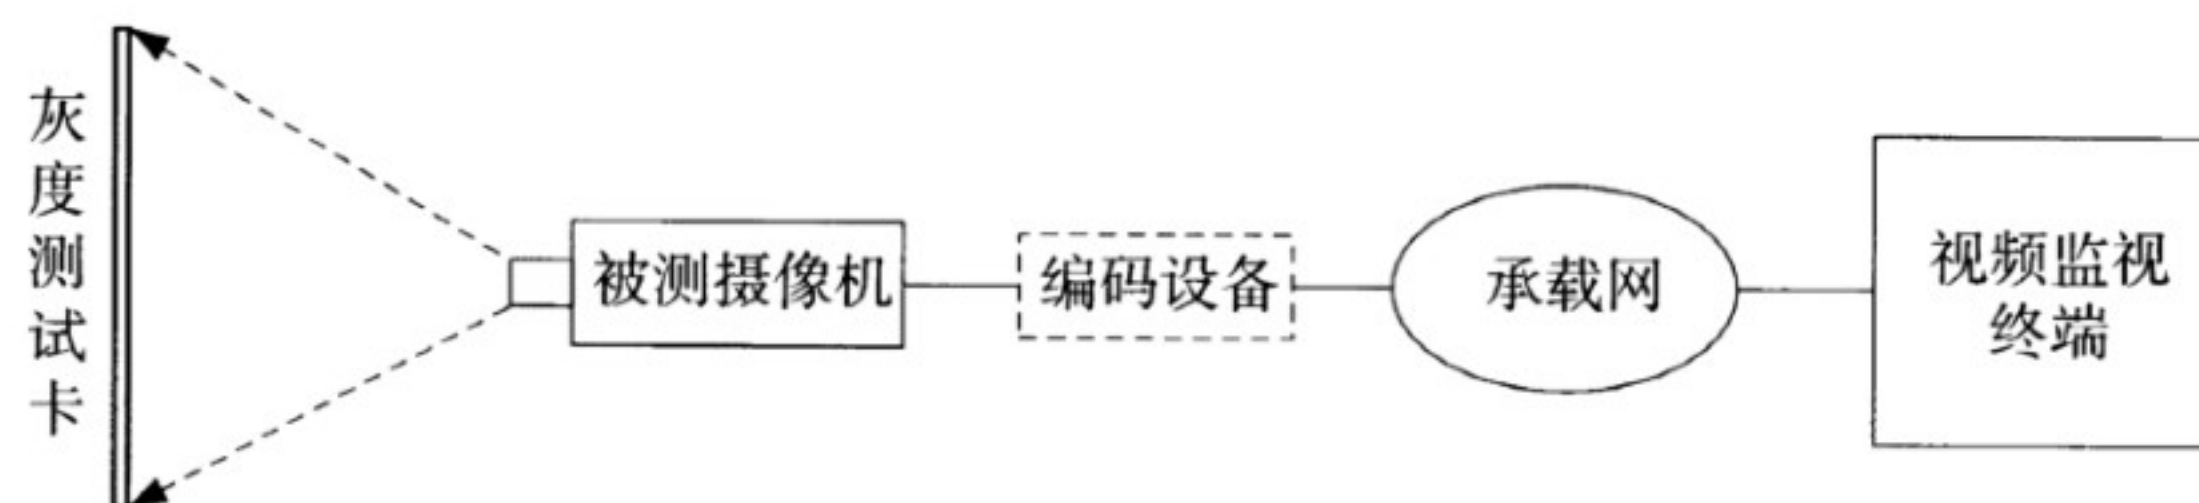 灰度测试卡
被测摄像机
编码设备
承载网
视频监视
终端